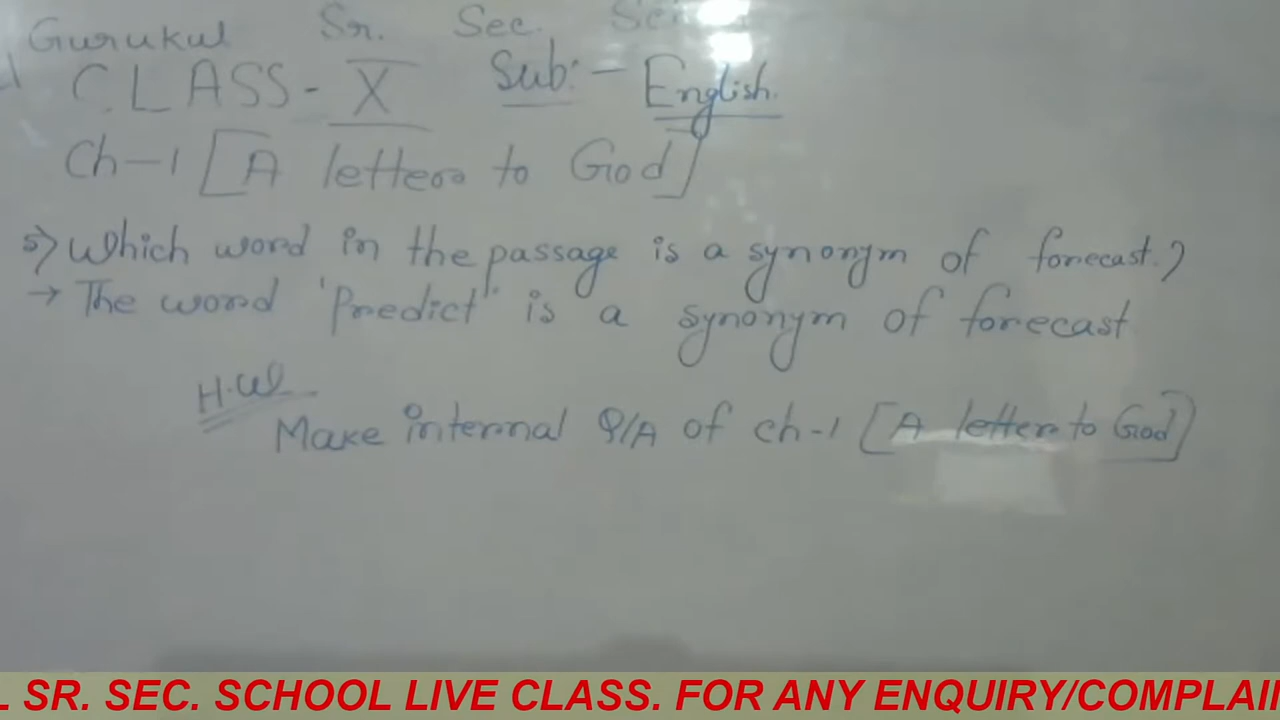 Gurukul Sr. Sec.
CLASS - X Sub:- English.
Ch-1 [A letter to God]
5) Which word in the passage is a synonym of forecast?
→ The word 'Predict" is a synonym of forecast
H.W
Make internal Q/A of ch-1 [A letter to God]
L SR. SEC. SCHOOL LIVE CLASS. FOR ANY ENQUIRY/COMPLAI